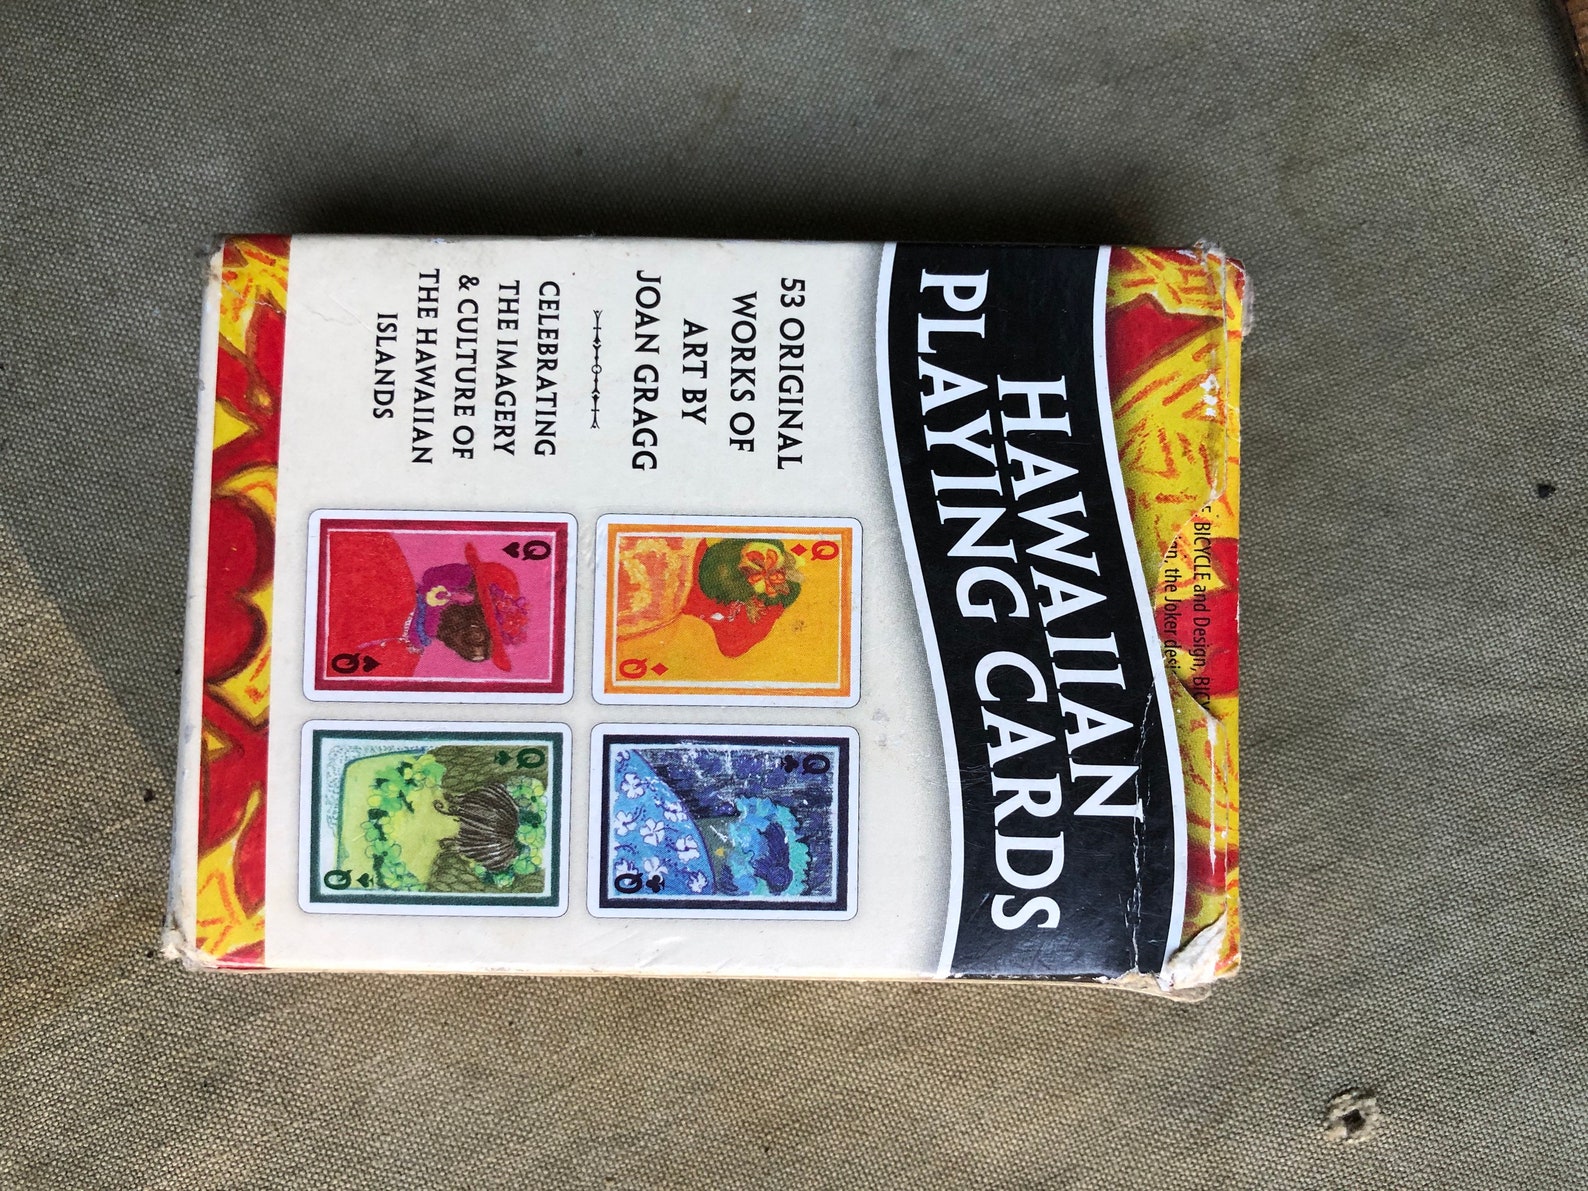 BICYCLE and Design,
the Joker
HAWAIIAN
PLAYING CARDS
53 ORIGINAL
WORKS OF
ART BY
JOAN GRAGG
CELEBRATING
THE IMAGERY
& CULTURE OF
THE HAWAIIAN
ISLANDS
Q
Q
Q
Q
Q
Q
Q
Q